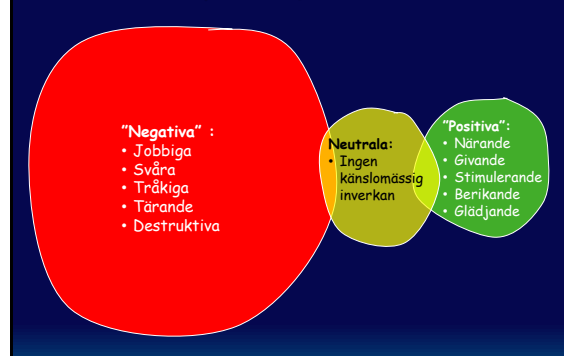 ”Negativa” :
• Jobbiga
• Svåra
• Tråkiga
• Tärande
• Destruktiva
Neutrala:
• Ingen
känslomässig
inverkan
”Positiva”:
• Närande
• Givande
• Stimulerande
• Berikande
• Glädjande